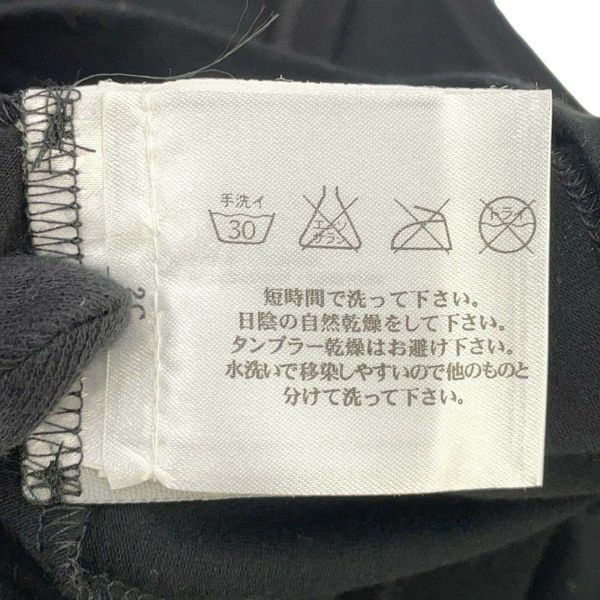 手洗イ
30
エンソ
サラシ
ドライ
短時間で洗って下さい。
日陰の自然乾燥をして下さい。
タンブラー乾燥はお避け下さい。
水洗いで移染しやすいので他のものと
分けて洗って下さい。